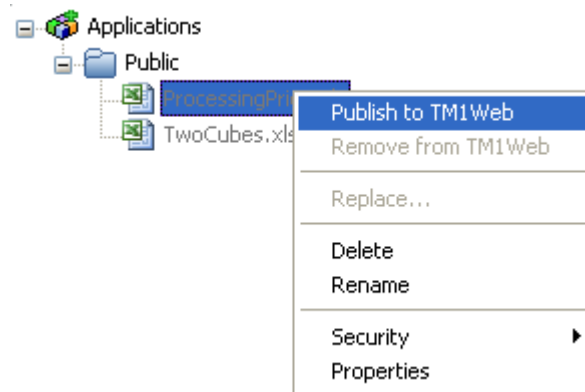 Applications
Public
ProcessingPri
TwoCubes.xls
Publish to TM1Web
Remove from TM1Web
Replace...
Delete
Rename
Security
Properties